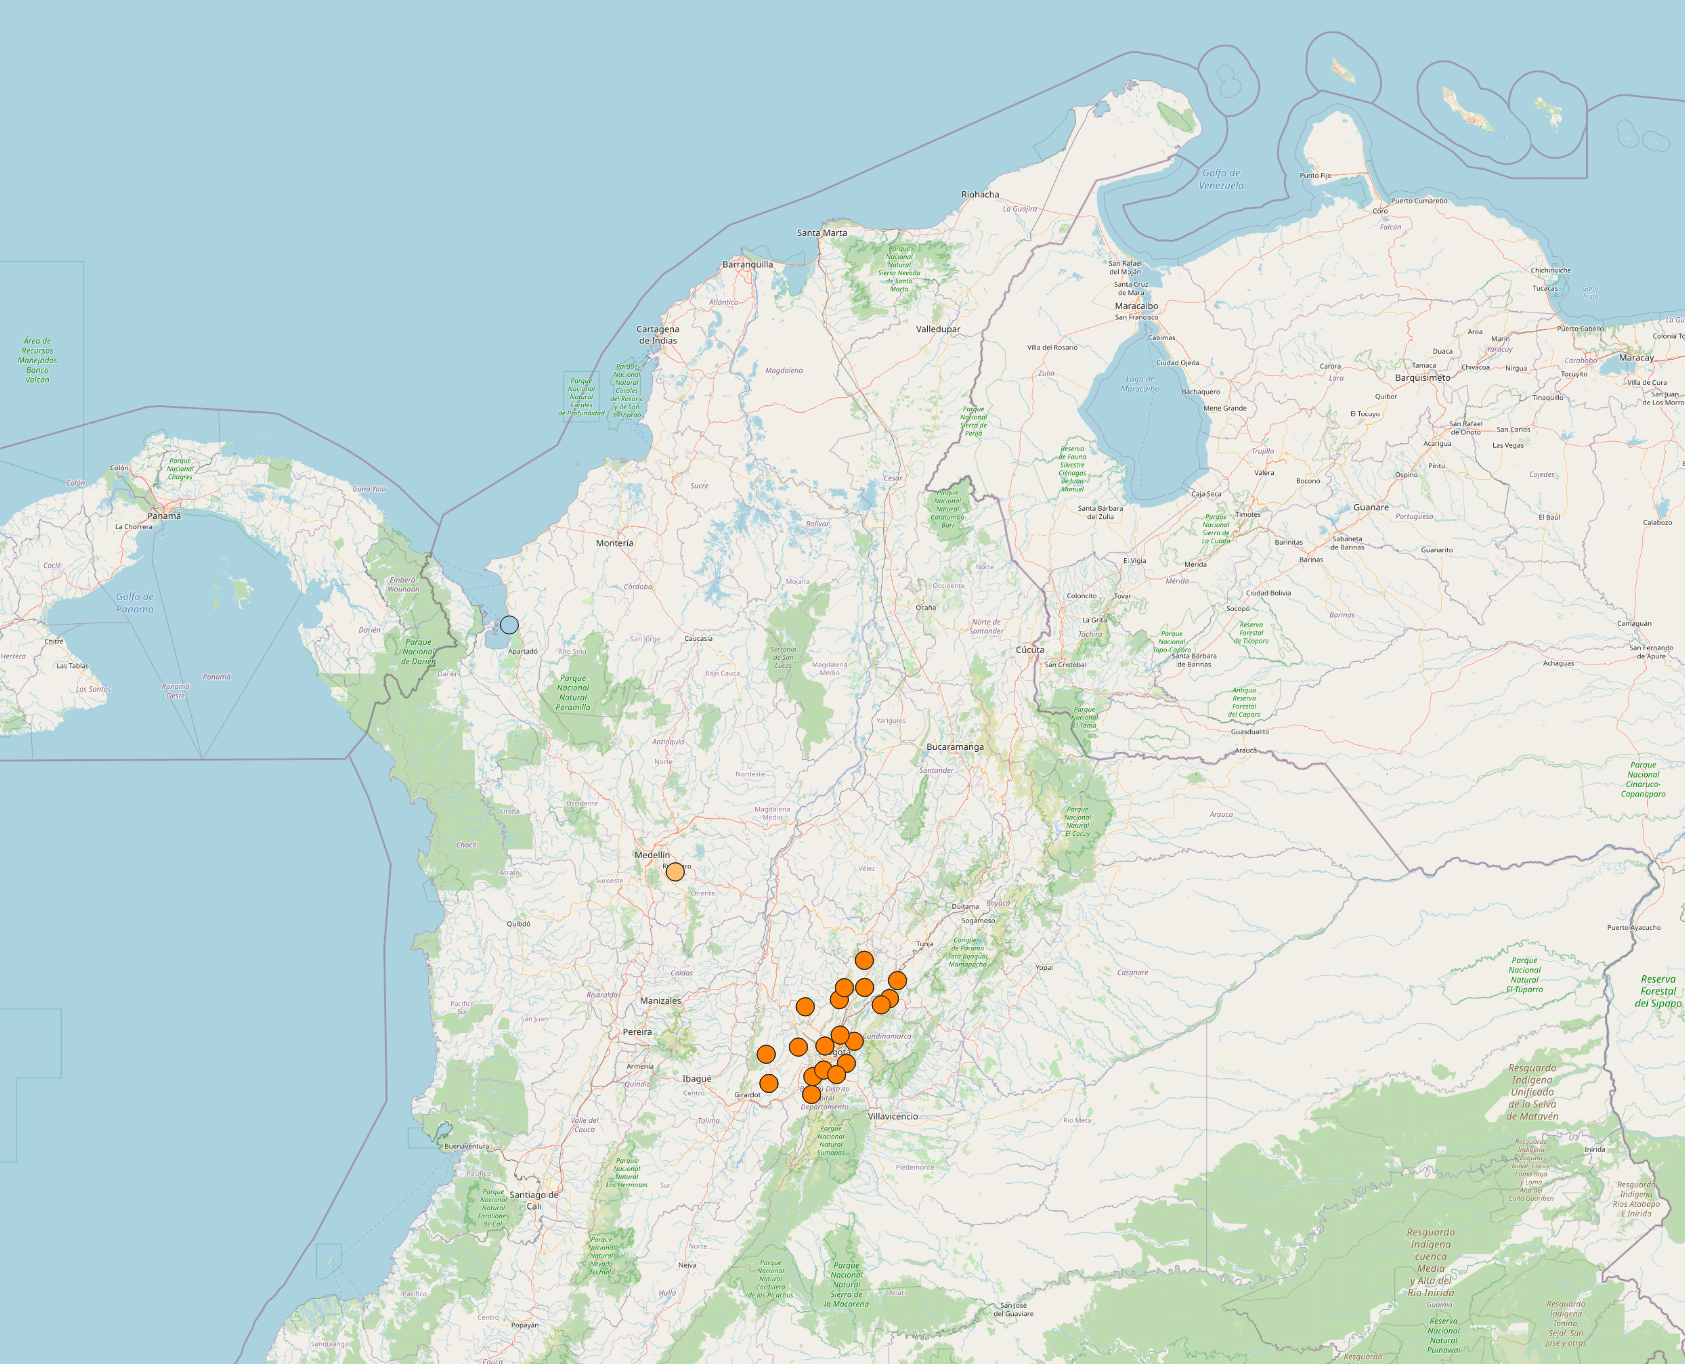 Golfo de
Venezuela
Punto Fijo
Puerto Cumarebo
Coro
Falcón
Riohacha
La Guajira
Santa Marta
Parque
Nacional
Natural
Sierra Nevada
de Santa
Marta
Barranquilla
Atlántico
San Rafael
del Moján
Santa Cruz
de Mara
Maracaibo
San Francisco
Cabimas
Chichiriviche
Tucacas
Golfo
Triste
Puerto Cabello
Cartagena
de Indias
Valledupar
Villa del Rosario
Zulia
Lago de
Maracaibo
Ciudad Ojeda
Bachaquero
Mene Grande
Aroa
Marín
Yaracuy
Duaca
Carora
Lara
Tamaca
Chivacoa
Nirgua
Barquisimeto
Quibor
El Tocuyo
Carabobo
Maracay
Tocuyito
Villa de Cura
San Juan
de Los Morro
Tinaquillo
Área de
Recursos
Manejados
Banco
Volcán
Parque
Nacional
Natural
Corales
de Profundidad
Parque
Nacional
Natural
Corales
del Rosario
y de San
Bernardo
Magdalena
Parque
Nacional
Sierra de
Perijá
Reserva
de Fauna
Silvestre
Ciénagas
de Juan
Manuel
Trujillo
Valera
Boconó
San Rafael
de Onoto
San Carlos
Acarigua
Las Vegas
Píritu
Ospino
Cojedes
Colón
Parque
Nacional
Chagres
Colón
Guna Yala
Panamá
La Chorrera
Sucre
Cesar
Bolívar
Parque
Nacional
Natural
Catatumbo
Barí
Santa Bárbara
del Zulia
Caja Seca
Timotes
Parque
Nacional
Sierra de
La Culata
Guanare
Portuguesa
El Baúl
Calabozo
Montería
Coclé
Golfo de
Panamá
Emberá
Wounaan
Córdoba
Mojana
Occidente
Norte
El Vigía
Mérida
Mérida
Barinitas
Sabaneta
de Barinas
Barinas
Guanarito
Coloncito
Tovar
Ciudad Bolivia
Socopó
Ocaña
Chitré
Herrera
Las Tablas
Los Santos
Darién
Parque
Nacional
de Darién
Darién
Panamá
Oeste
Panamá
Apartadó
San Jorge
Alto Sinú
Caucasia
Serranía
de San
Lucas
Norte de
Santander
La Grita
Táchira
Parque
Nacional
Tapo-Caparo
Reserva
Forestal
de Ticoporo
Barinas
Camaguán
San Fernando
de Apure
Cúcuta
San Cristóbal
Santa Bárbara
de Barinas
Achaguas
Parque
Nacional
Natural
Paramillo
Bajo Cauca
Magdalena
Medio
Parque
Nacional
El Tamá
Antigua
Reserva
Forestal
del Caparo
Yariguíes
Guasdualito
Arauca
Antioquia
Norte
Bucaramanga
Santander
Nordeste
Parque
Nacional
Cinaruco-
Capanaparo
Occidente
Urabá
Magdalena
Medio
Parque
Nacional
Natural
El Cocuy
Arauca
Chocó
Medellín
Atrato
Suroeste
Oriente
Vélez
Quibdó
Duitama
Boyacá
Sogamoso
Tunja
Complejo
de Páramo
Puerto Ayacucho
Caldas
Yopal
Casanare
Parque
Nacional
Natural
El Tuparro
Reserva
Forestal
del Sipapo
Pacífico
Sur
Risaralda
Manizales
San Juan
Pereira
Cundinamarca
Armenia
Quindío
Ibagué
Centro
Girardot
Departamento
Villavicencio
Río Meta
Resguardo
Indígena
Unificado
de la Selva
de Matavén
Valle del
Cauca
Tolima
Parque
Nacional
Natural
Sumapaz
Buenaventura
Pacífico
Parque
Nacional
Natural
Las Hermosas
Sur
Piedemonte
Inírida
Parque
Nacional
Natural
Farallones
de Cali
Santiago de
Cali
Resguardo
Indígena
Ríos Atabapo
E Inírida
Norte
Neiva
Parque
Nacional
Natural
Nevado
del Huila
Parque
Nacional
Natural
Cordillera
de los Picachos
Parque
Nacional
Natural
Sierra de
la Macarena
Ariari
Resguardo
Indígena
cuenca
Media
y Alta del
Río Inírida
Pacífico
Huila
San José
del Guaviare
Guainía
Centro
Popayán
Sanquianga
Cauca
Reserva
Nacional
Natural
Puinawai
Resguardo
Indígena
Tonina,
Sejal, San
José y otras
Resguardo